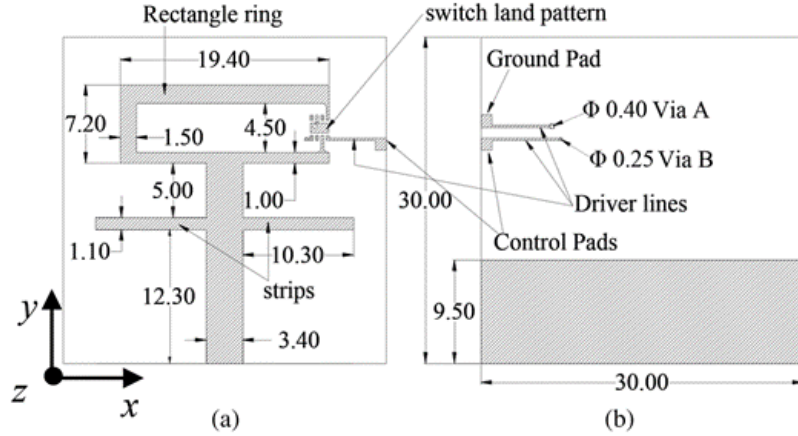 Rectangle ring
switch land pattern
19.40
Ground Pad
7.20
1.50
4.50
Φ 0.40 Via A
Φ 0.25 Via B
5.00
1.00
30.00
Driver lines
Control Pads
1.10
10.30
12.30
strips
9.50
3.40
30.00
y
z
x
(a)
(b)